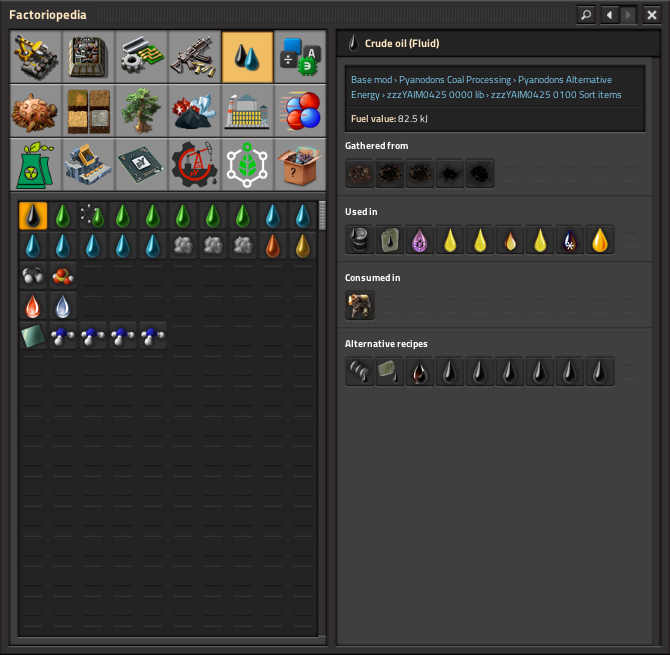 Factoriopedia
Crude oil (Fluid)
Base mod › Pyanodons Coal Processing › Pyanodons Alternative
Energy › zzzYAIM0425 0000 lib › zzzYAIM0425 0100 Sort items
Fuel value: 82.5 kJ
Gathered from
Used in
Consumed in
Alternative recipes
A
?